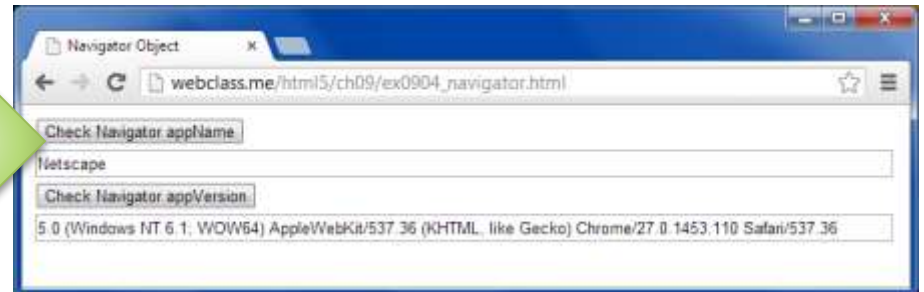 Navigator Object
webclass.me/html5/ch09/ex0904_navigator.html
Check Navigator appName
Netscape
Check Navigator appVersion
5.0 (Windows NT 6.1; WOW64) AppleWebKit/537.36 (KHTML, like Gecko) Chrome/27.0.1453.110 Safari/537.36